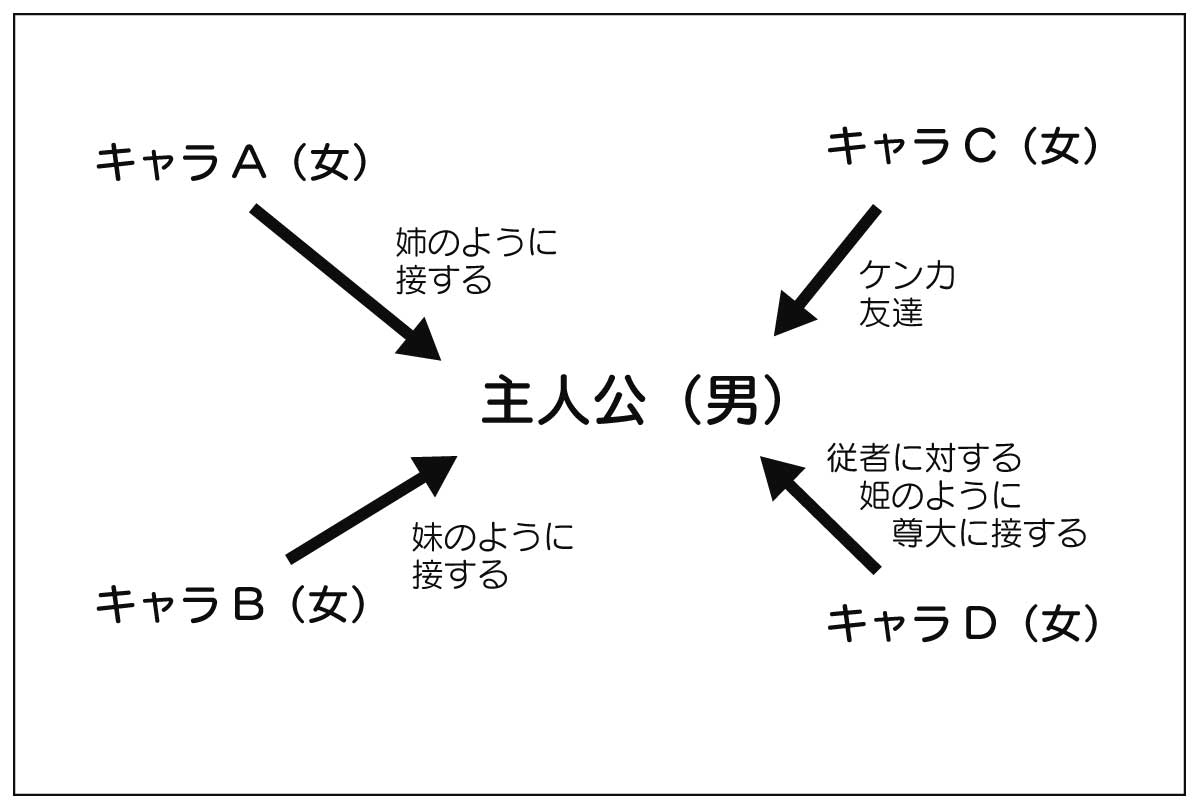 キャラA（女）
姉のように
接する
キャラC（女）
ケンカ
友達
主人公（男）
キャラB（女）
妹のように
接する
従者に対する
姫のように
尊大に接する
キャラD（女）